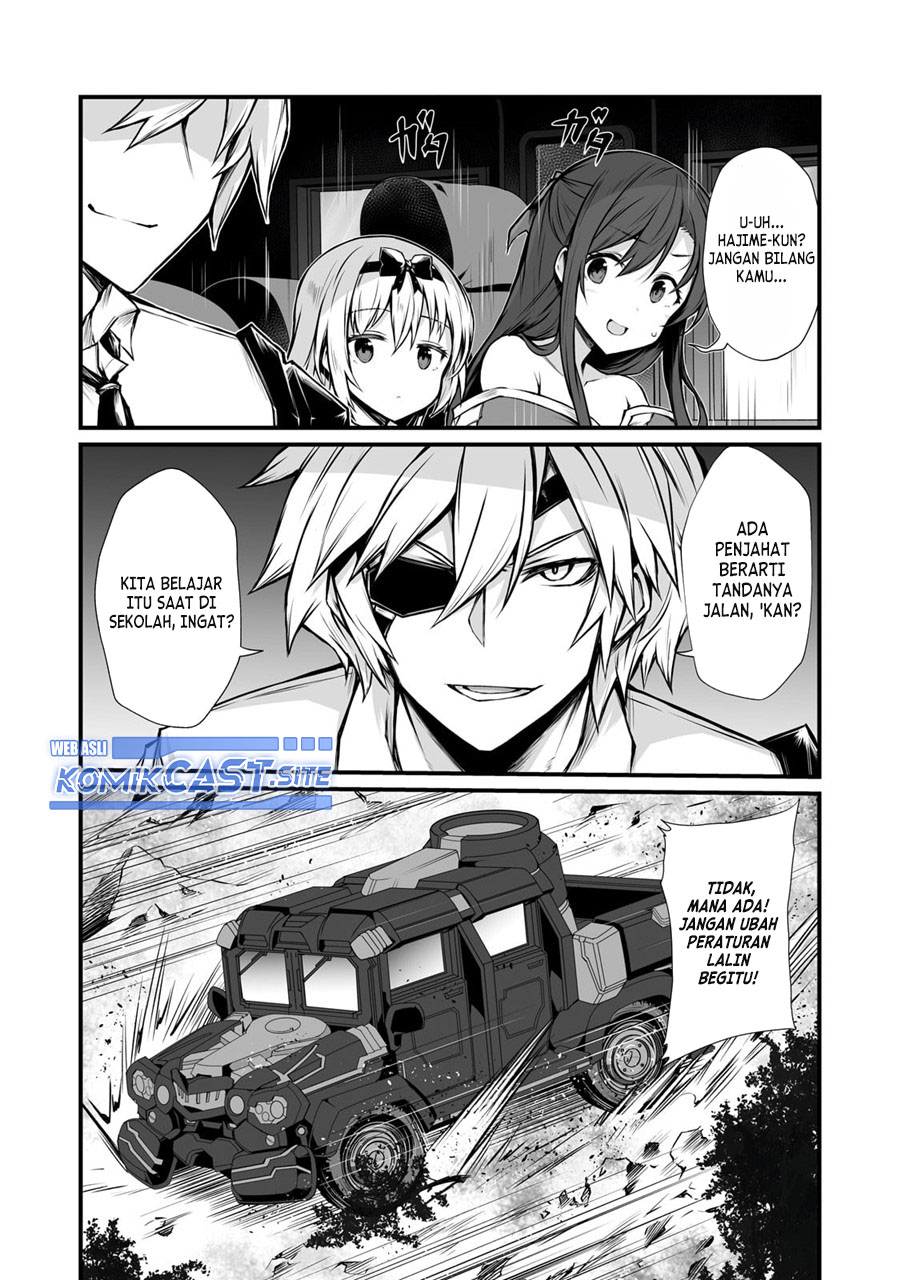 ガタ
ガタ
U-UH...
HAJIME-KUN?
JANGAN BILANG
KAMU...
ADA
PENJAHAT
BERARTI
TANDANYA
JALAN, 'KAN?
KITA BELAJAR
ITU SAAT DI
SEKOLAH, INGAT?
WEB ASLI
KOMIKCAST.SITE
TIDAK,
MANA ADA!
JANGAN UBAH
PERATURAN
LALIN
BEGITU!